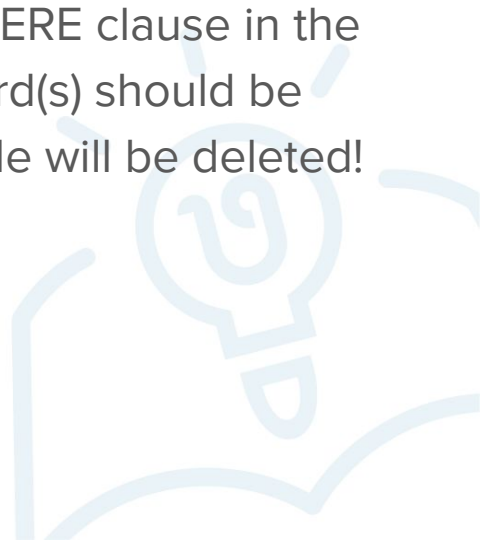 ERE clause in the
rd(s) should be
le will be deleted!